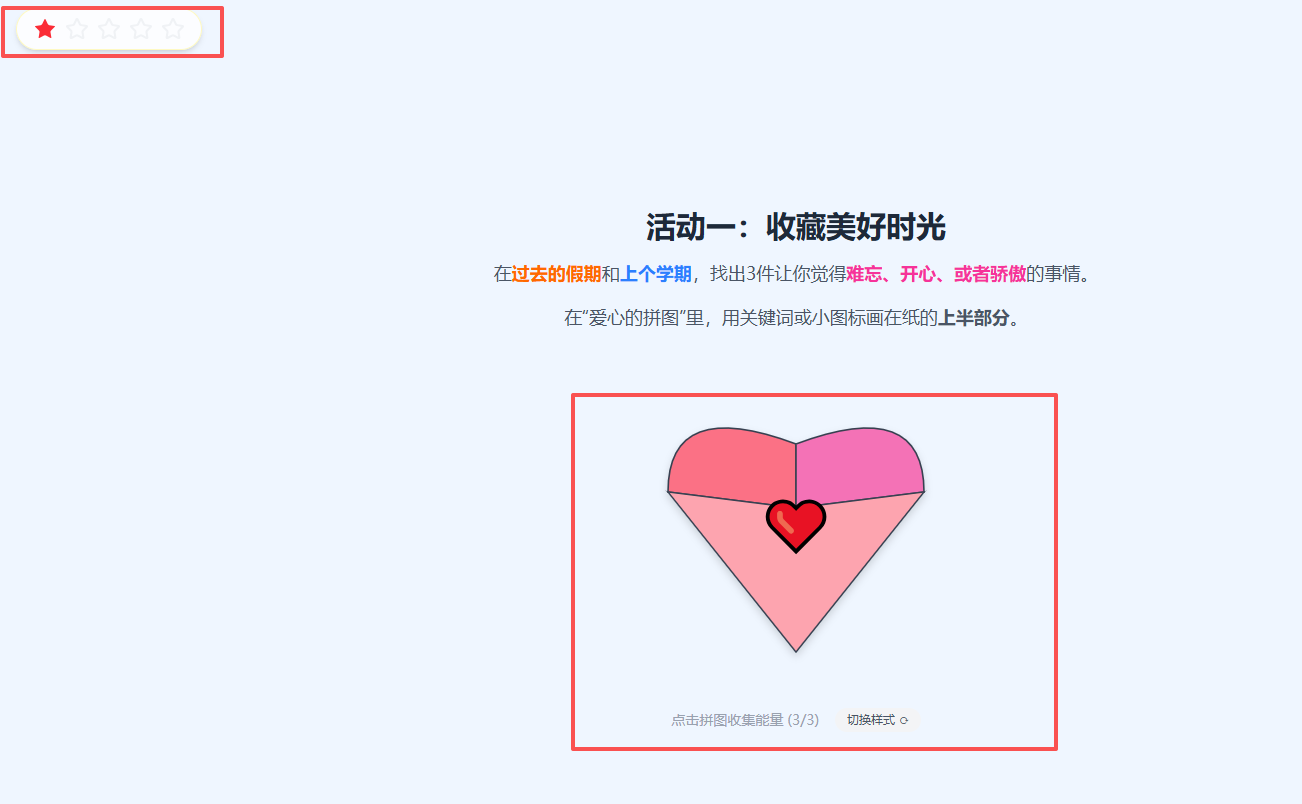 活动一：收藏美好时光
在过去的假期和上个学期，找出3件让你觉得难忘、开心、或者骄傲的事情。
在“爱心的拼图”里，用关键词或小图标画在纸的上半部分。
点击拼图收集能量 (3/3) 切换样式